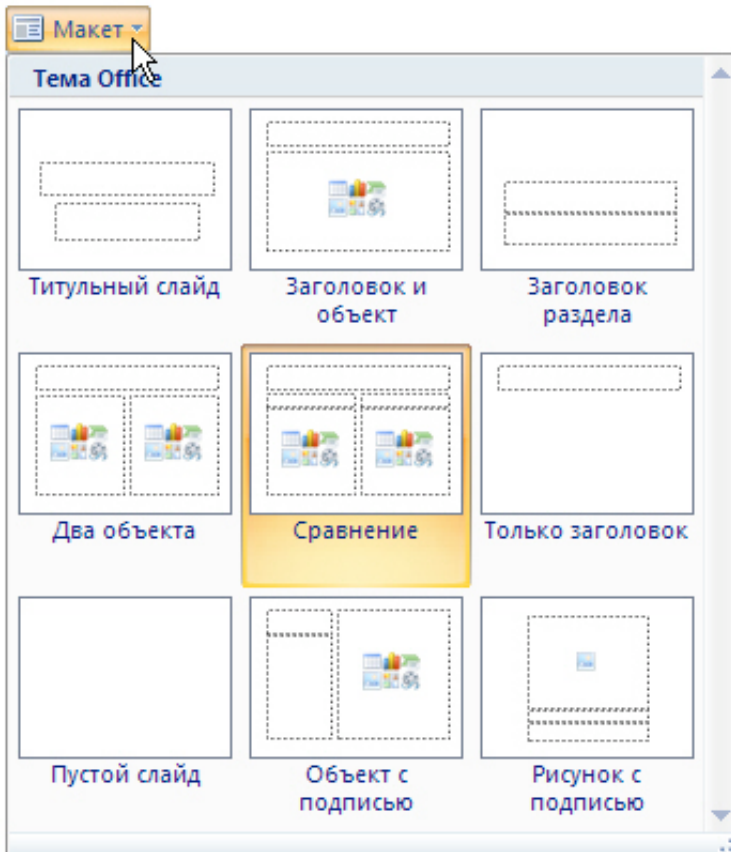 Макет
Тема Office
Титульный слайд
Заголовок и
объект
Заголовок
раздела
Два объекта
Сравнение
Только заголовок
Пустой слайд
Объект с
подписью
Рисунок с
подписью